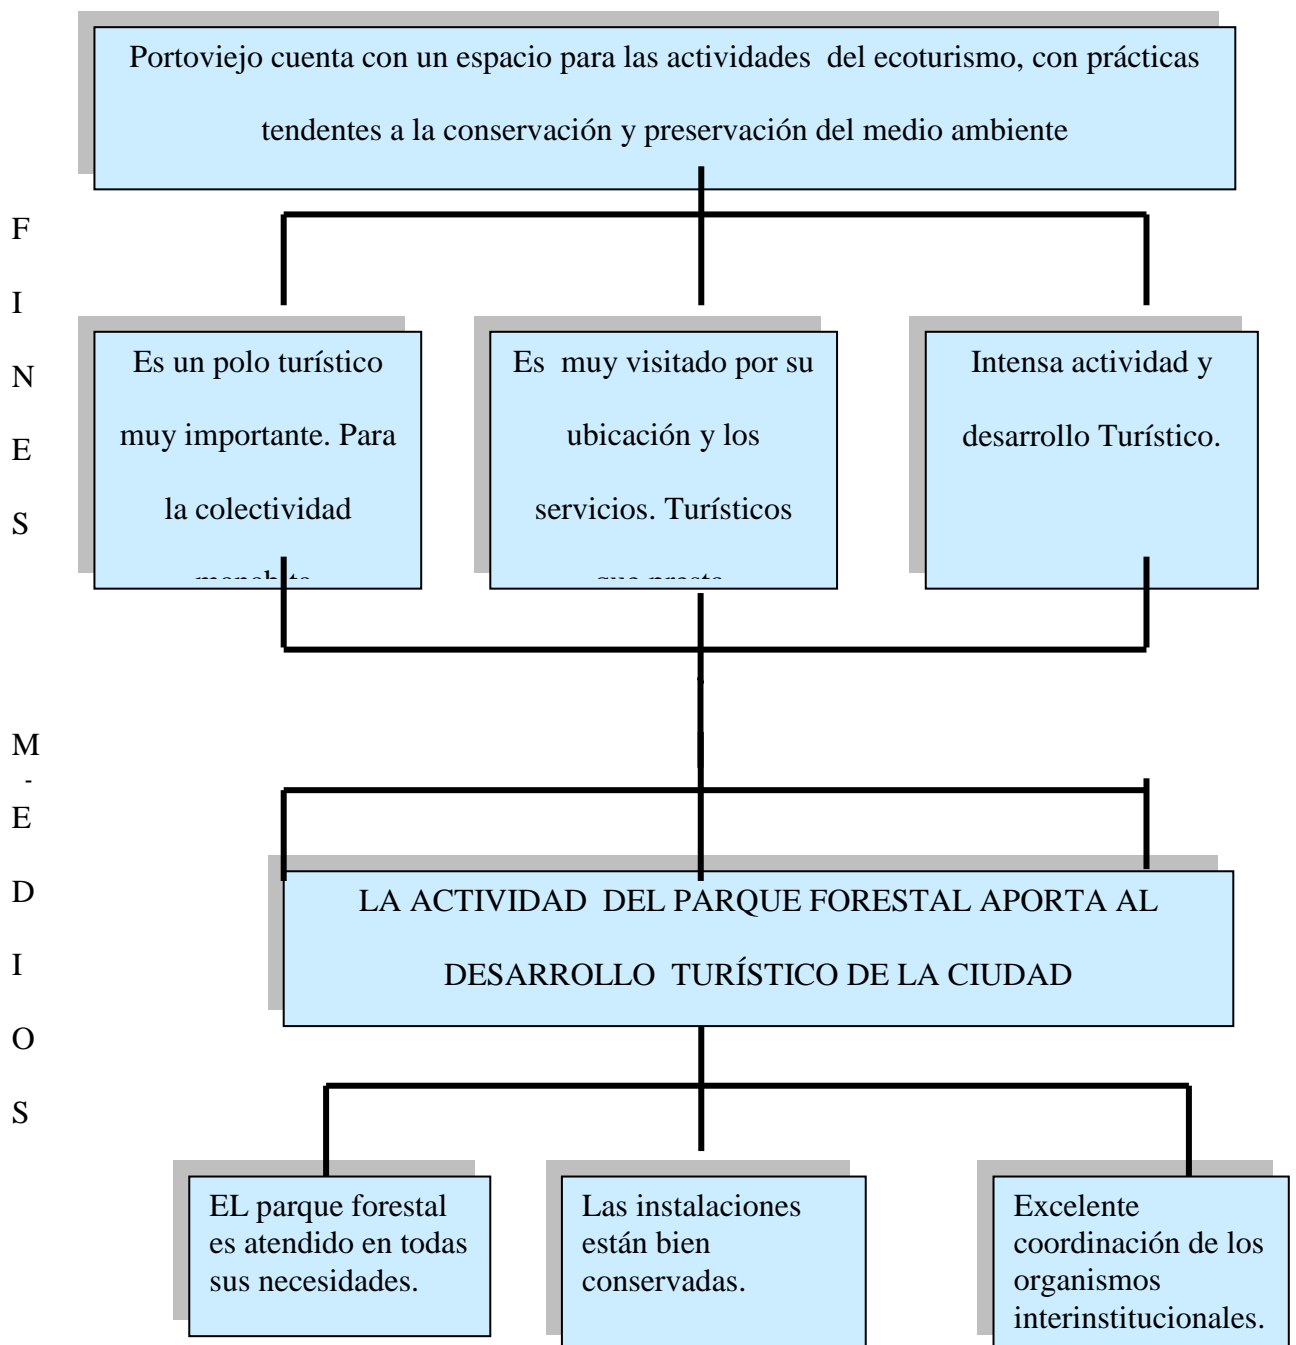 Portoviejo cuenta con un espacio para las actividades del ecoturismo, con prácticas
tendentes a la conservación y preservación del medio ambiente
F
I
N
E
S
Es un polo turístico
muy importante. Para
la colectividad
Es muy visitado por su
ubicación y los
servicios. Turísticos
que presta
Intensa actividad y
desarrollo Turístico.
M
E
D
I
O
S
LA ACTIVIDAD DEL PARQUE FORESTAL APORTA AL
DESARROLLO TURÍSTICO DE LA CIUDAD
EL parque forestal
es atendido en todas
sus necesidades.
Las instalaciones
están bien
conservadas.
Excelente
coordinación de los
organismos
interinstitucionales.